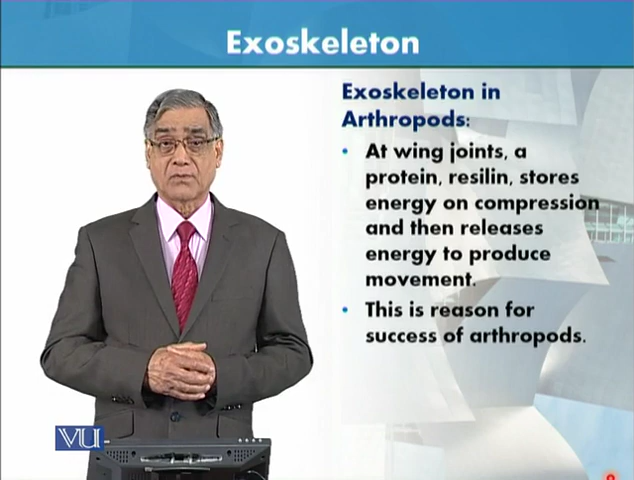 Exoskeleton
Exoskeleton in
Arthropods:
• At wing joints, a
protein, resilin, stores
energy on compression
and then releases
energy to produce
movement.
• This is reason for
success of arthropods.
VU